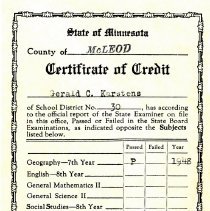 State of Minnesota
County of McLEOD
Certificate of Credit
Gerald C. Karstens
of School District No. 30, has according
to the official report of the State Examiner on file
in this office, Passed or Failed in the State Board
Examinations, as indicated opposite the Subjects
listed below.
Passed Failed Year
Geography—7th Year P 1948
English—8th Year
General Mathematics II
General Science II
Social Studies—8th Year